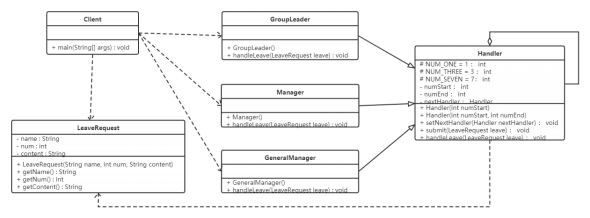 Client
+ main(String[] args) : void
GroupLeader
+ GroupLeader()
+ handleLeave(LeaveRequest leave) : void
Manager
+ Manager()
+ handleLeave(LeaveRequest leave) : void
GeneralManager
+ GeneralManager()
+ handleLeave(LeaveRequest leave) : void
Handler
# NUM_ONE = 1 : int
# NUM_THREE = 3 : int
# NUM_SEVEN = 7 : int
- numStart : int
- numEnd : int
- nextHandler : Handler
+ Handler(int numStart)
+ Handler(int numStart, int numEnd)
+ setNextHandler(Handler nextHandler) : void
+ submit(LeaveRequest leave) : void
+ handleLeave(LeaveRequest leave) : void
LeaveRequest
- name : String
- num : int
- content : String
+ LeaveRequest(String name, int num, String content)
+ getName() : String
+ getNum() : int
+ getContent() : String